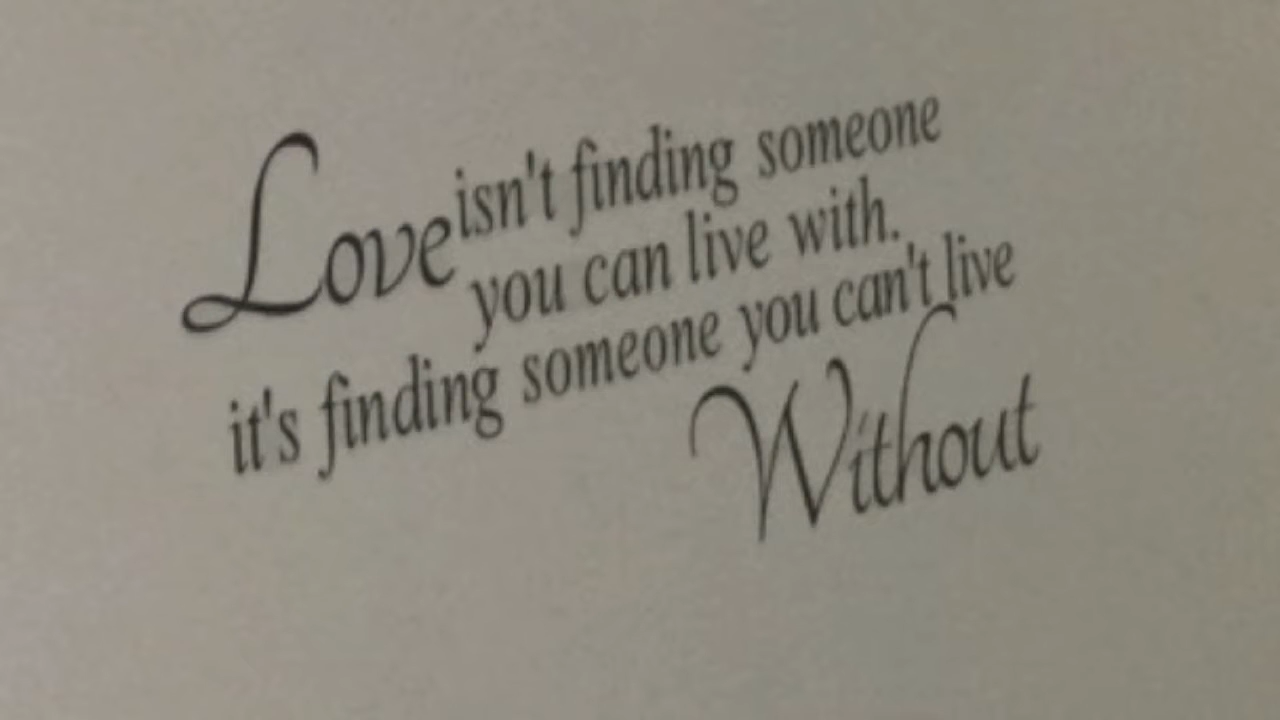 Love isn't finding someone
you can live with.
it's finding someone you can't live
Without